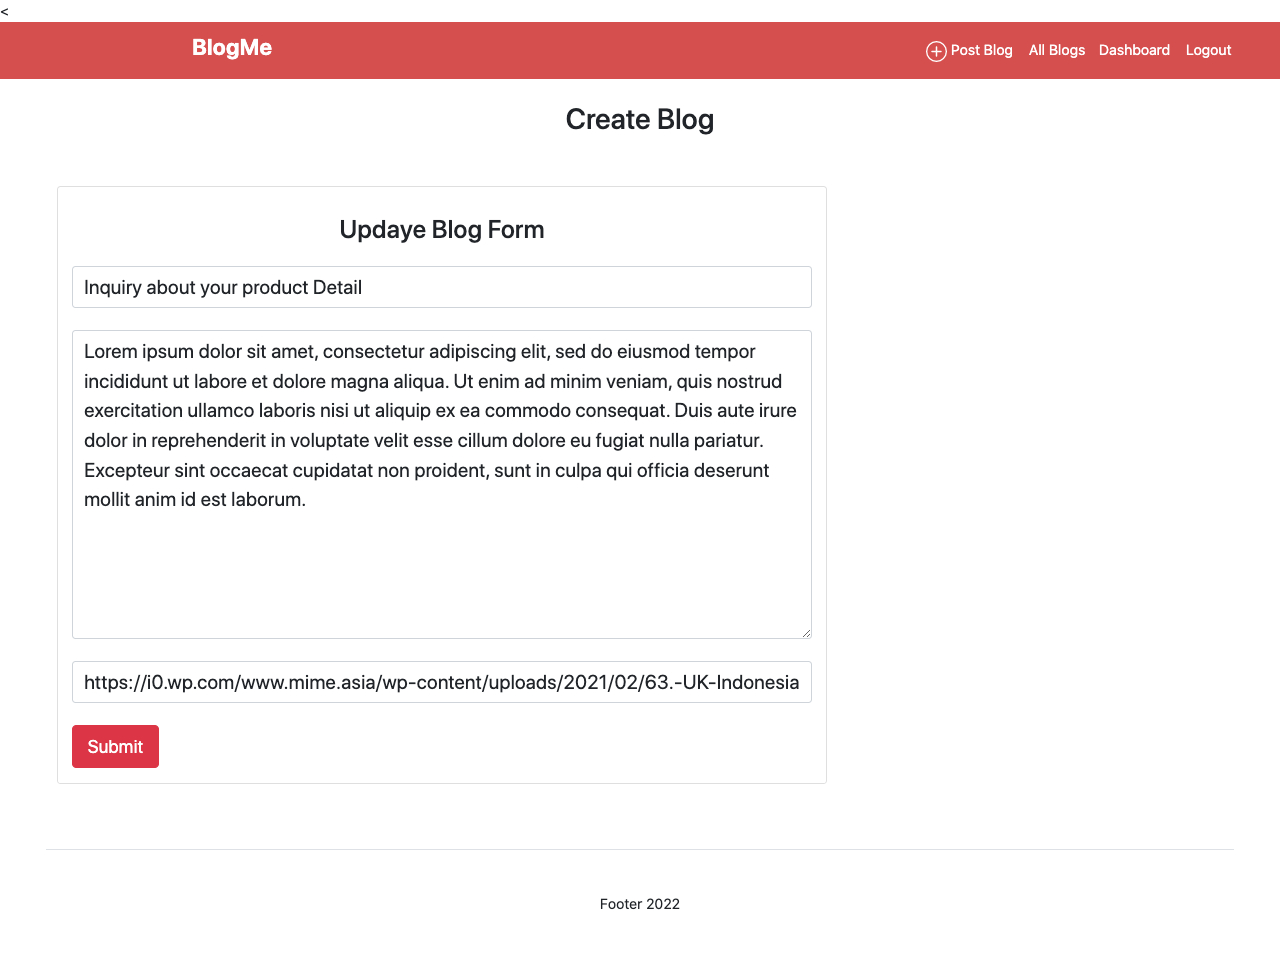 <
BlogMe
Post Blog All Blogs Dashboard Logout
Create Blog
Updaye Blog Form
Inquiry about your product Detail
Lorem ipsum dolor sit amet, consectetur adipiscing elit, sed do eiusmod tempor
incididunt ut labore et dolore magna aliqua. Ut enim ad minim veniam, quis nostrud
exercitation ullamco laboris nisi ut aliquip ex ea commodo consequat. Duis aute irure
dolor in reprehenderit in voluptate velit esse cillum dolore eu fugiat nulla pariatur.
Excepteur sint occaecat cupidatat non proident, sunt in culpa qui officia deserunt
mollit anim id est laborum.
https://i0.wp.com/www.mime.asia/wp-content/uploads/2021/02/63.-UK-Indonesia
Submit
Footer 2022